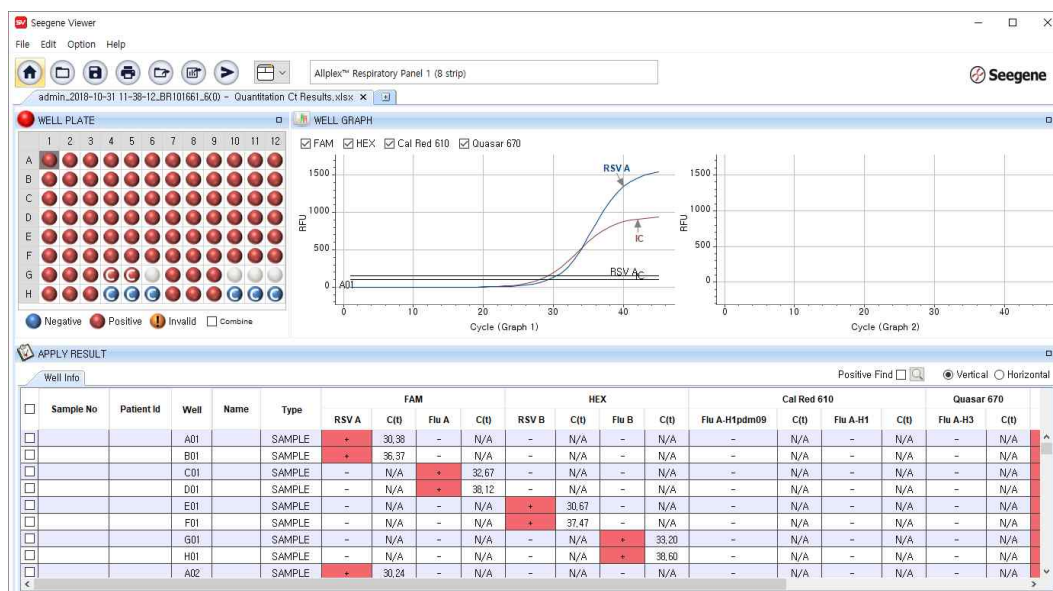 Seegene Viewer
File Edit Option Help
Allplex™ Respiratory Panel 1 (8 strip)
Seegene
admin_2018-10-31 11-38-12_BR101661_6(0) - Quantitation Ct Results.xlsx
WELL PLATE
1 2 3 4 5 6 7 8 9 10 11 12
A
B
C
D
E
F
G C C
H C C C C C C
Negative Positive Invalid Combine
WELL GRAPH
FAM HEX Cal Red 610 Quasar 670
RFU
1500
1000
500
0
RSV A
IC
RSV A
IC
A01
0 10 20 30 40
Cycle (Graph 1)
RFU
1500
1000
500
0
0 10 20 30 40
Cycle (Graph 2)
APPLY RESULT
Well Info
Positive Find Vertical Horizontal
FAM HEX Cal Red 610 Quasar 670
Sample No Patient Id Well Name Type RSV A C(t) Flu A C(t) RSV B C(t) Flu B C(t) Flu A-H1pdm09 C(t) Flu A-H1 C(t) Flu A-H3 C(t)
A01 SAMPLE + 30,38 - N/A - N/A - N/A - N/A - N/A - N/A
B01 SAMPLE + 36,37 - N/A - N/A - N/A - N/A - N/A - N/A
C01 SAMPLE - N/A + 32,67 - N/A - N/A - N/A - N/A - N/A
D01 SAMPLE - N/A + 38,12 - N/A - N/A - N/A - N/A - N/A
E01 SAMPLE - N/A - N/A + 30,67 - N/A - N/A - N/A - N/A
F01 SAMPLE - N/A - N/A + 37,47 - N/A - N/A - N/A - N/A
G01 SAMPLE - N/A - N/A - N/A + 33,20 - N/A - N/A - N/A
H01 SAMPLE - N/A - N/A - N/A + 38,60 - N/A - N/A - N/A
A02 SAMPLE + 30,24 - N/A - N/A - N/A - N/A - N/A - N/A